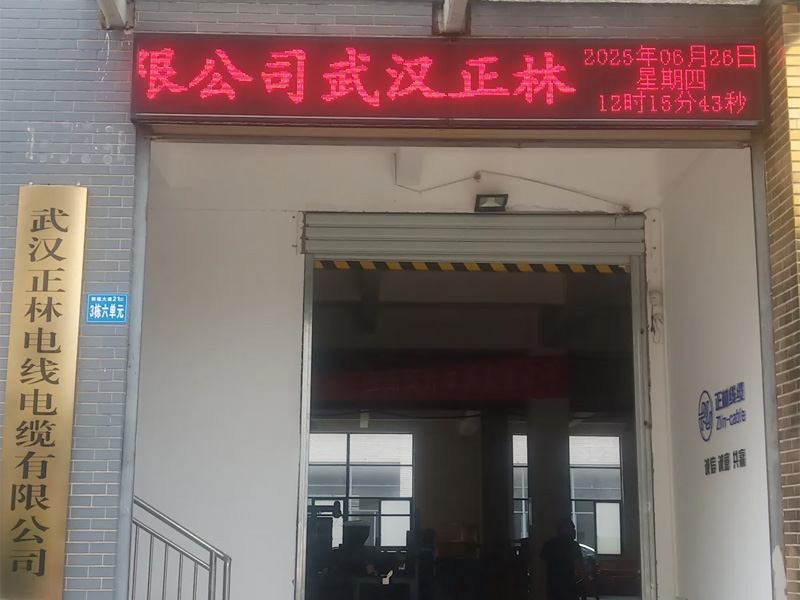 限公司武汉正林
2025年06月26日
星期四
12时15分43秒
武汉正林电线电缆有限公司
3栋六单元
正林线缆
Zlin-cable
诚信 诚意 共赢